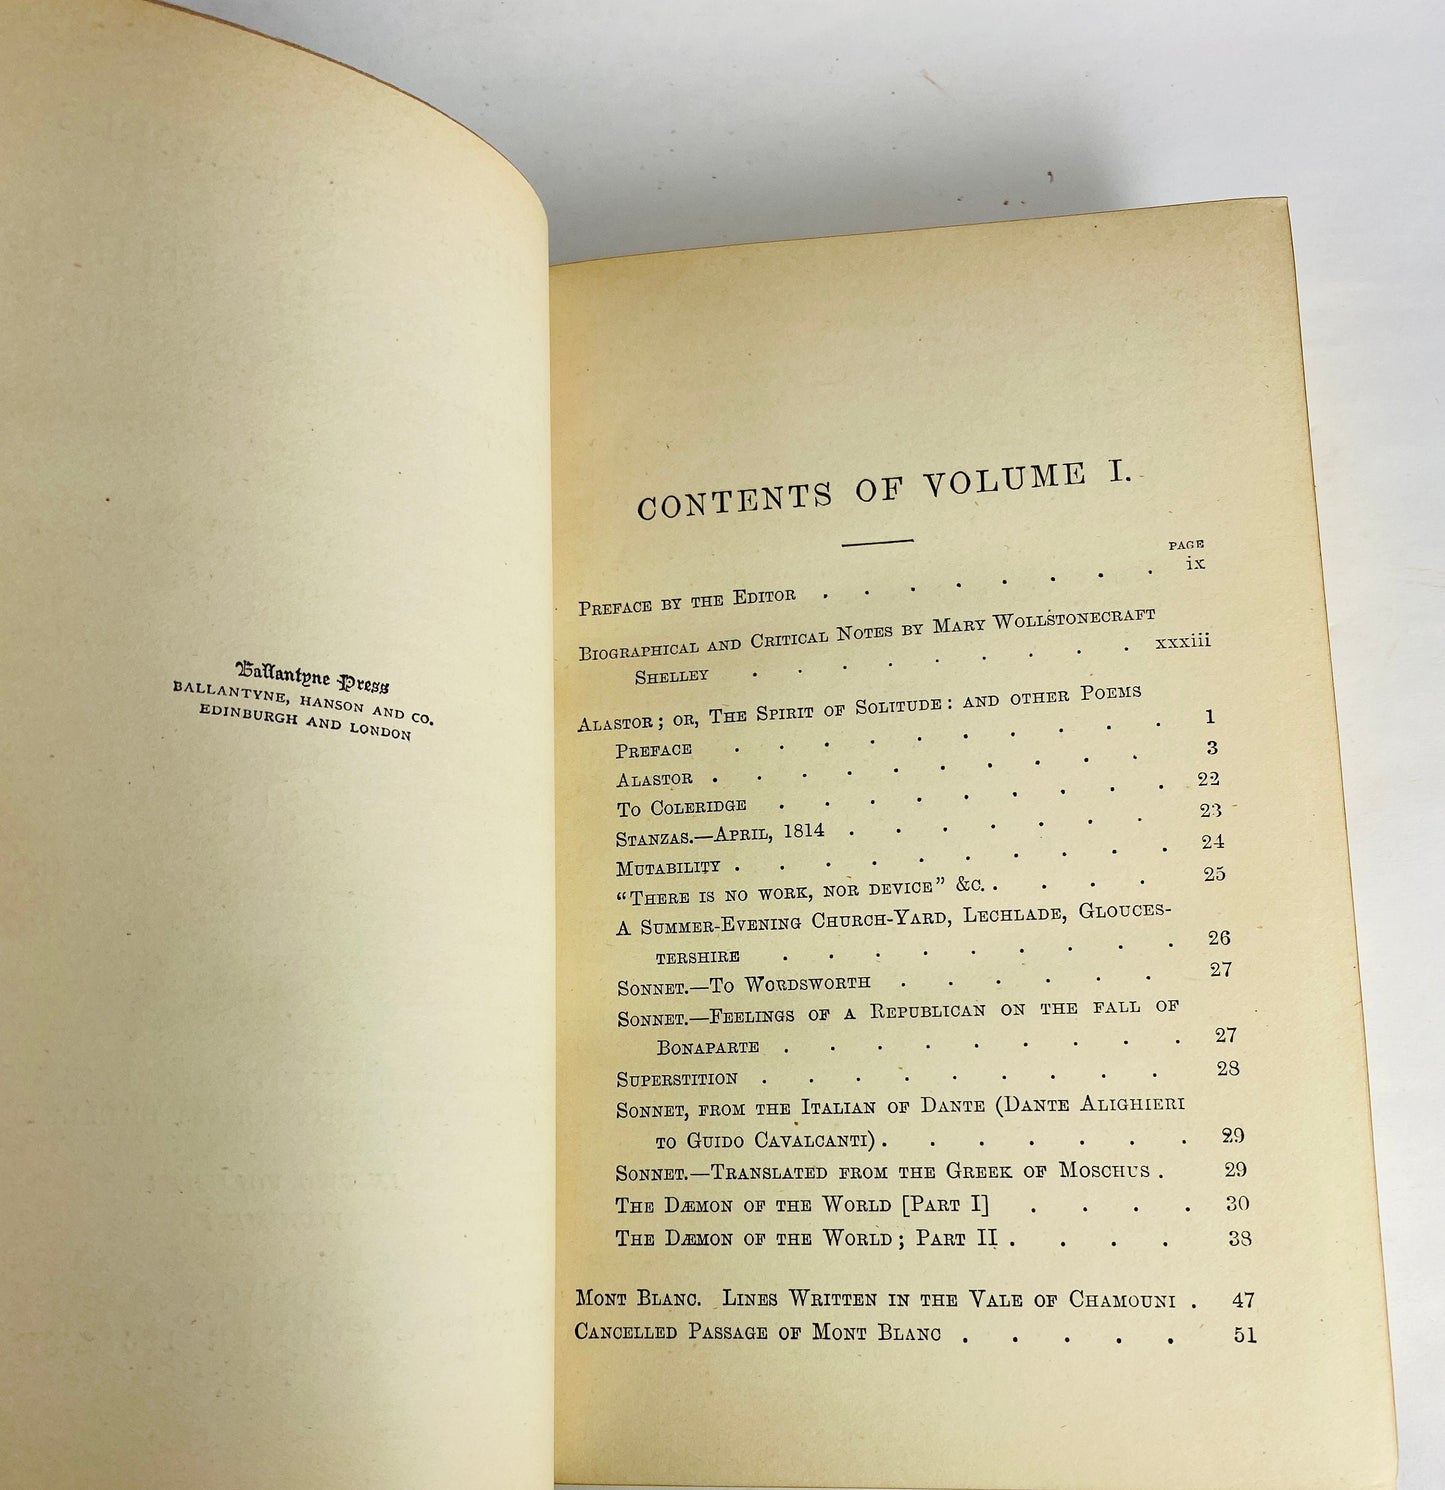 Ballantyne Press
BALLANTYNE, HANSON AND CO.
EDINBURGH AND LONDON
CONTENTS OF VOLUME I.
PAGE
PREFACE BY THE EDITOR . . . . . . . . ix
BIOGRAPHICAL AND CRITICAL NOTES BY MARY WOLLSTONECRAFT
SHELLEY . . . . . . . . . xxxiii
ALASTOR; OR, THE SPIRIT OF SOLITUDE: AND OTHER POEMS
PREFACE . . . . . . . . . . 1
ALASTOR . . . . . . . . . . 3
TO COLERIDGE . . . . . . . . . 22
STANZAS.—APRIL, 1814 . . . . . . . 23
MUTABILITY . . . . . . . . . . 24
"THERE IS NO WORK, NOR DEVICE" &C. . . . . . 25
A SUMMER-EVENING CHURCH-YARD, LECHLADE, GLOUCES-
TERSHIRE . . . . . . . . . 26
SONNET.—TO WORDSWORTH . . . . . . 27
SONNET.—FEELINGS OF A REPUBLICAN ON THE FALL OF
BONAPARTE . . . . . . . . . 27
SUPERSTITION . . . . . . . . . 28
SONNET, FROM THE ITALIAN OF DANTE (DANTE ALIGHIERI
TO GUIDO CAVALCANTI) . . . . . . . 29
SONNET.—TRANSLATED FROM THE GREEK OF MOSCHUS . 29
THE DÆMON OF THE WORLD [PART I] . . . . 30
THE DÆMON OF THE WORLD; PART II . . . . 38
MONT BLANC. LINES WRITTEN IN THE VALE OF CHAMOUNI . 47
CANCELLED PASSAGE OF MONT BLANC . . . . . 51